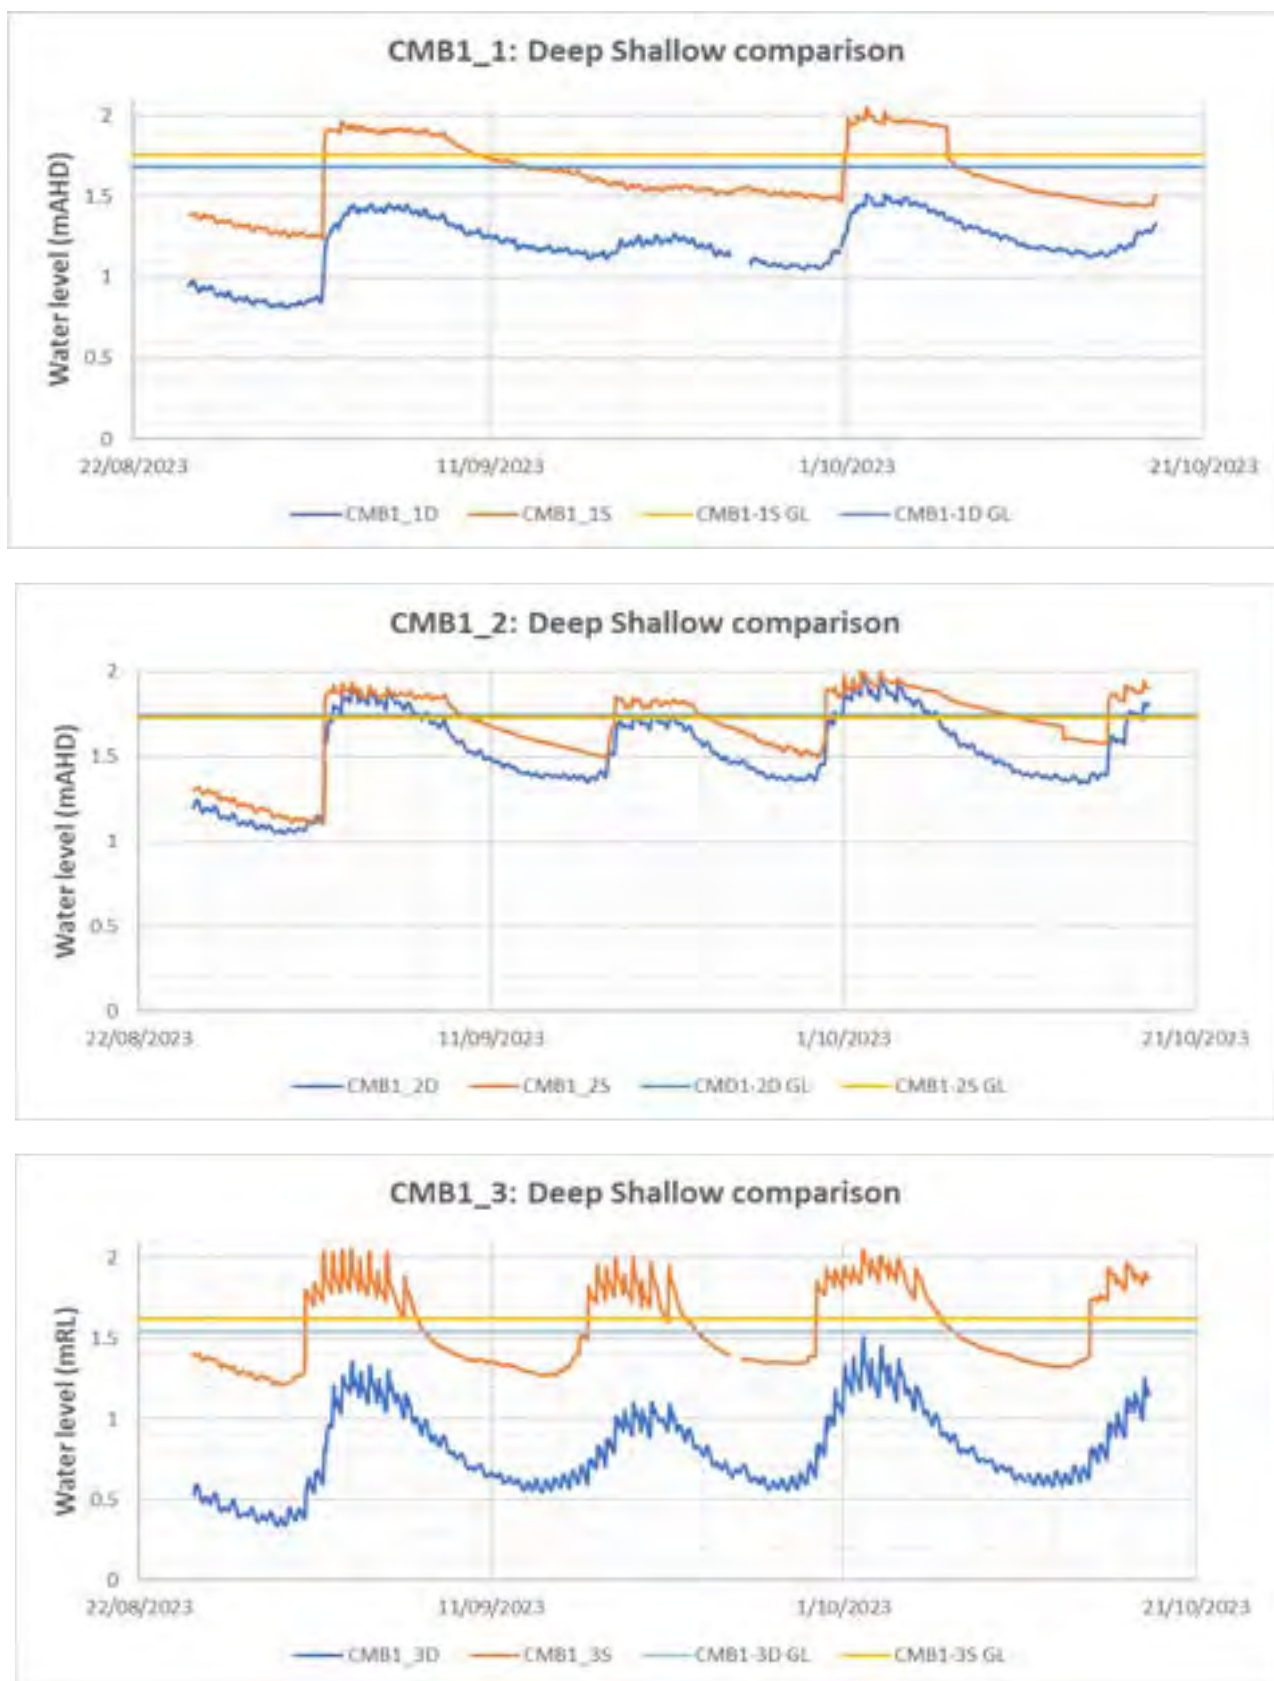 CMB1_1: Deep Shallow comparison
Water level (mAHD)
2
1.5
1
0.5
0
22/08/2023 11/09/2023 1/10/2023 21/10/2023
CMB1_1D CMB1_1S CMB1-1S GL CMB1-1D GL
CMB1_2: Deep Shallow comparison
Water level (mAHD)
2
1.5
1
0.5
0
22/08/2023 11/09/2023 1/10/2023 21/10/2023
CMB1_2D CMB1_2S CMD1-2D GL CMB1-2S GL
CMB1_3: Deep Shallow comparison
Water level (mRL)
2
1.5
1
0.5
0
22/08/2023 11/09/2023 1/10/2023 21/10/2023
CMB1_3D CMB1_3S CMB1-3D GL CMB1-3S GL